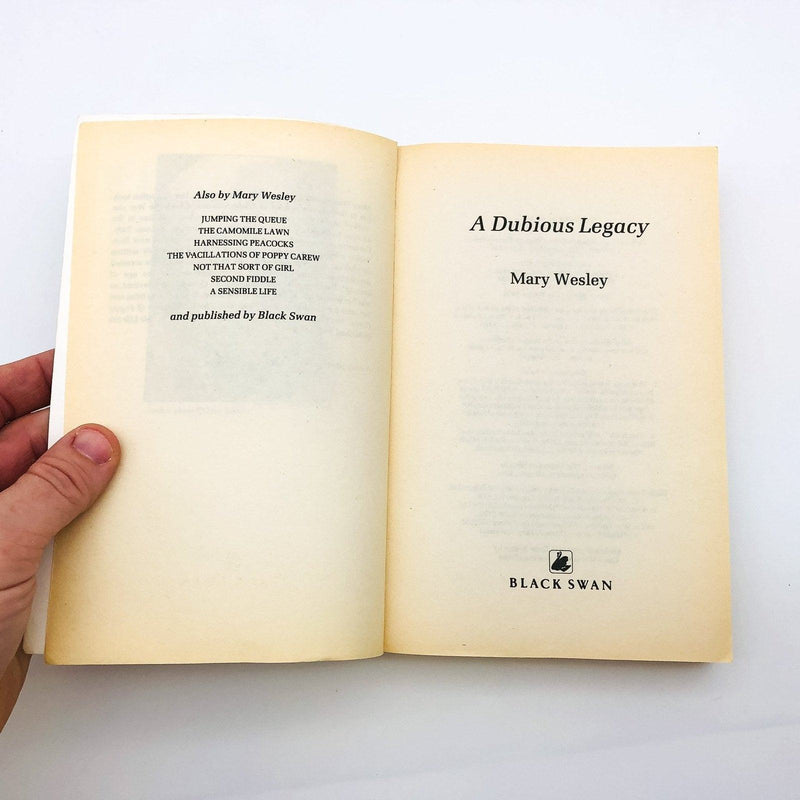 Also by Mary Wesley
JUMPING THE QUEUE
THE CAMOMILE LAWN
HARNESSING PEACOCKS
THE VACILLATIONS OF POPPY CAREW
NOT THAT SORT OF GIRL
SECOND FIDDLE
A SENSIBLE LIFE
and published by Black Swan
A Dubious Legacy
Mary Wesley
BLACK SWAN